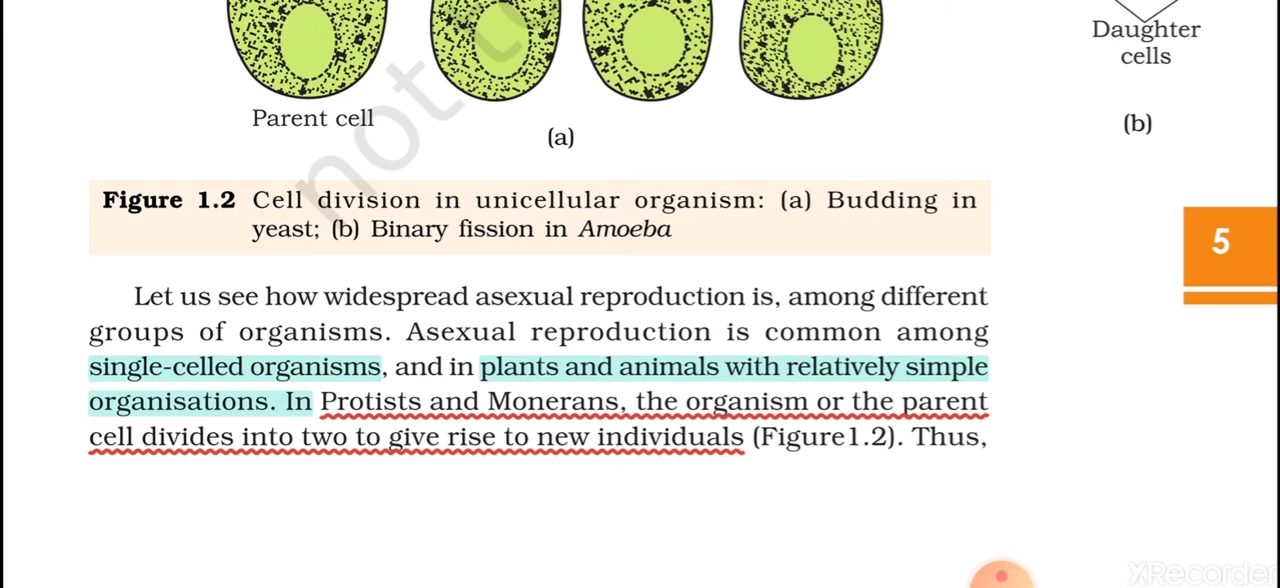 Daughter
cells
Parent cell
(a)
(b)
not
Figure 1.2 Cell division in unicellular organism: (a) Budding in
yeast; (b) Binary fission in Amoeba
5
Let us see how widespread asexual reproduction is, among different
groups of organisms. Asexual reproduction is common among
single-celled organisms, and in plants and animals with relatively simple
organisations. In Protists and Monerans, the organism or the parent
cell divides into two to give rise to new individuals (Figure1.2). Thus,
XRecorder